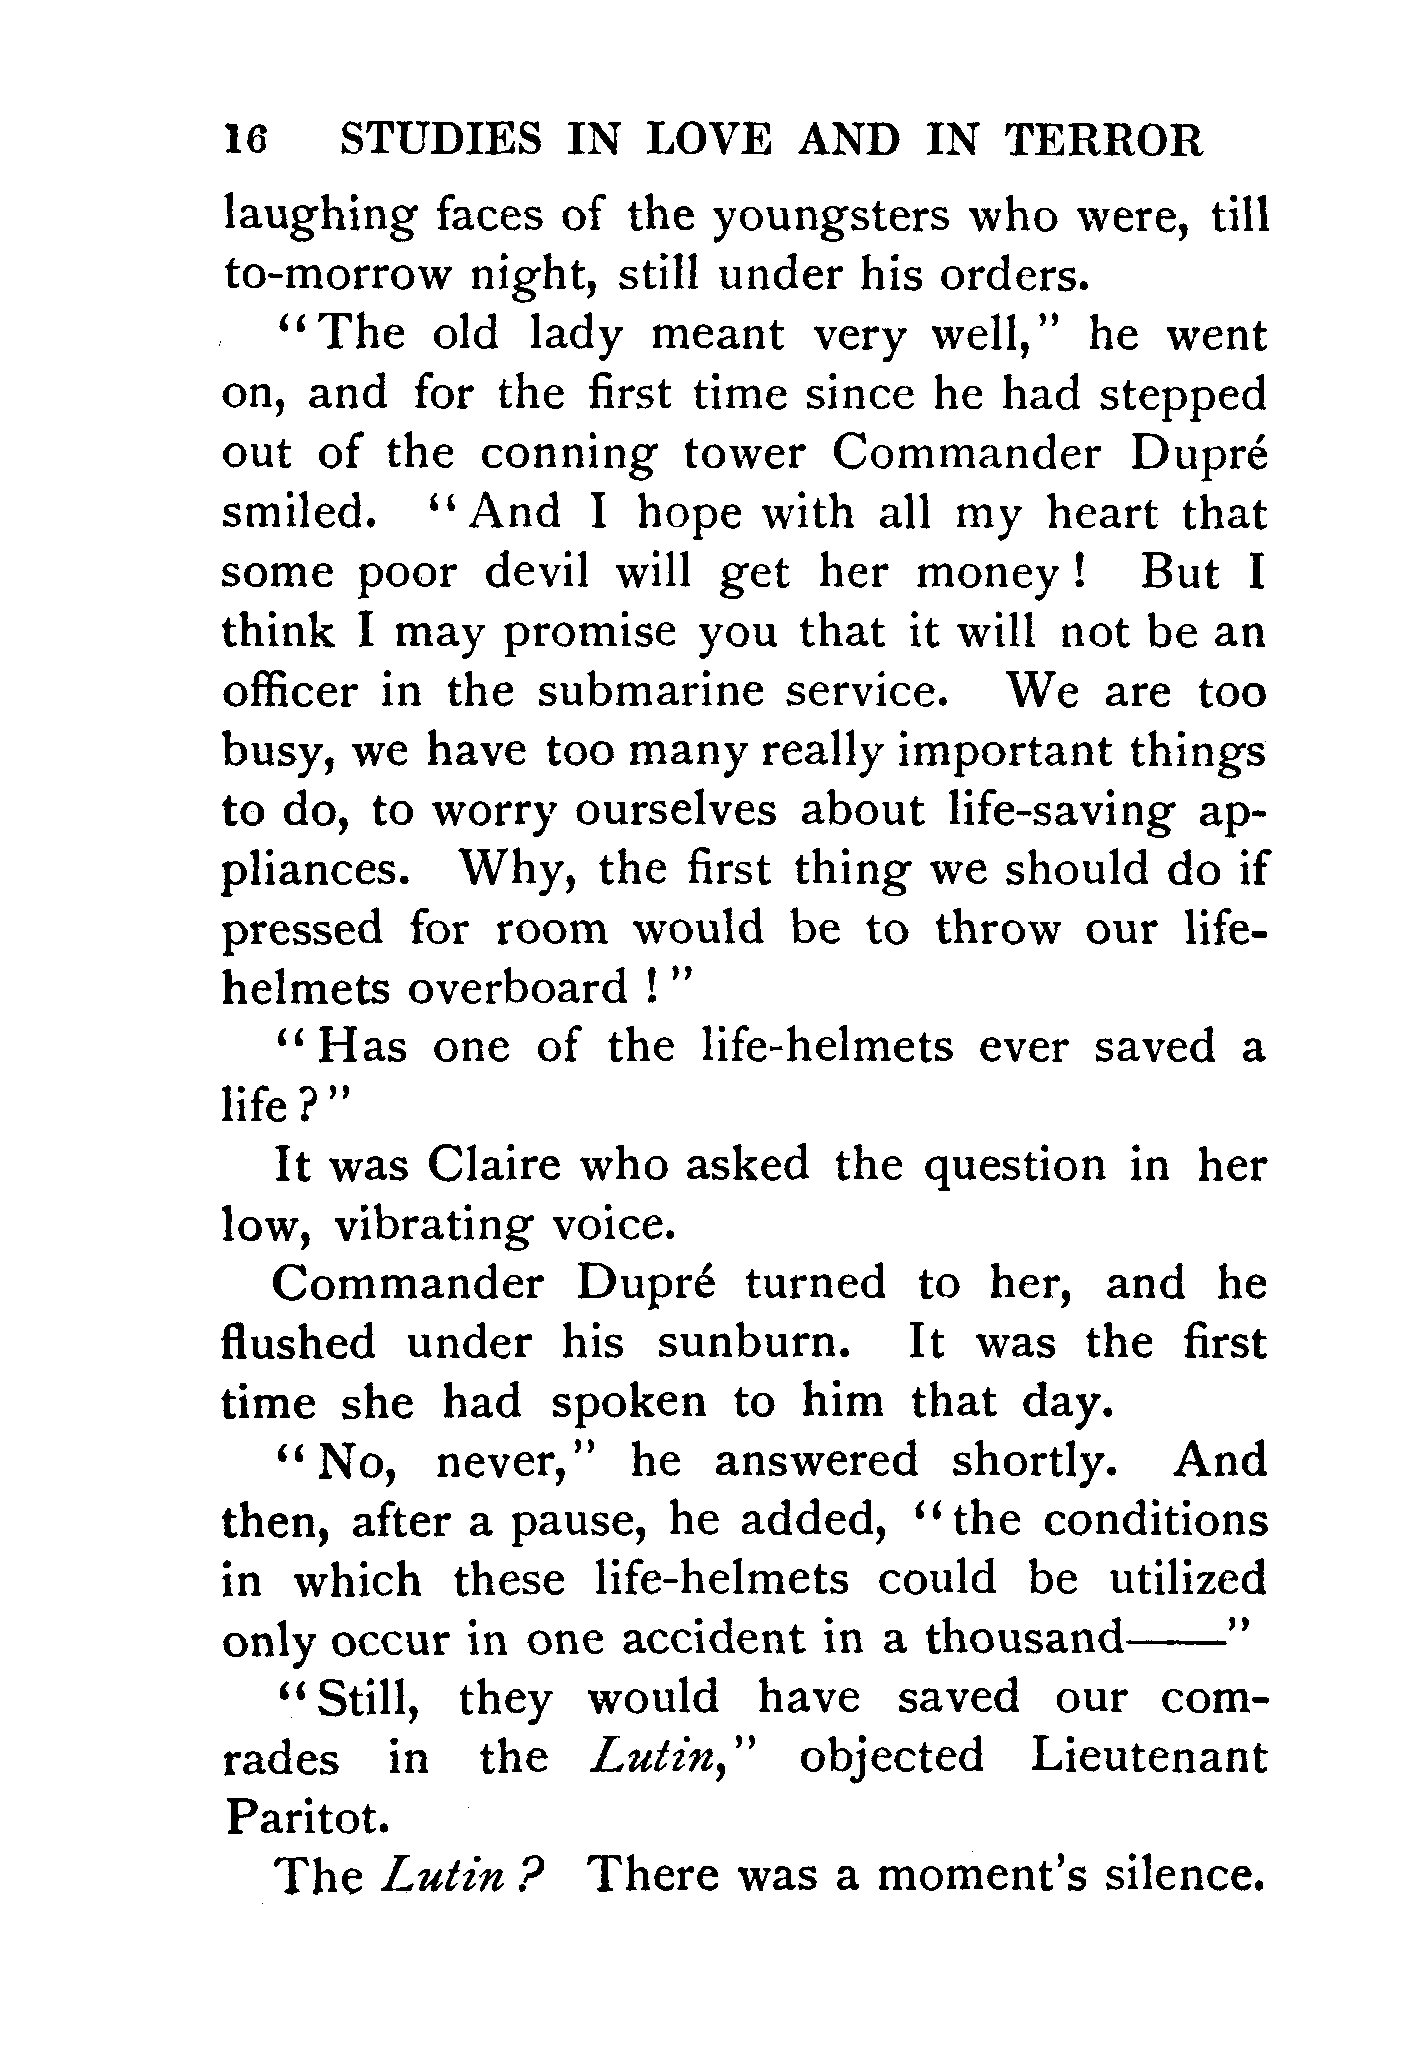 16 STUDIES IN LOVE AND IN TERROR
laughing faces of the youngsters who were, till
to-morrow night, still under his orders.
“The old lady meant very well,” he went
on, and for the first time since he had stepped
out of the conning tower Commander Dupré
smiled. “And I hope with all my heart that
some poor devil will get her money! But I
think I may promise you that it will not be an
officer in the submarine service. We are too
busy, we have too many really important things
to do, to worry ourselves about life-saving ap-
pliances. Why, the first thing we should do if
pressed for room would be to throw our life-
helmets overboard!”
“Has one of the life-helmets ever saved a
life?”
It was Claire who asked the question in her
low, vibrating voice.
Commander Dupré turned to her, and he
flushed under his sunburn. It was the first
time she had spoken to him that day.
“No, never,” he answered shortly. And
then, after a pause, he added, “the conditions
in which these life-helmets could be utilized
only occur in one accident in a thousand——”
“Still, they would have saved our com-
rades in the Lutin,” objected Lieutenant
Paritot.
The Lutin? There was a moment's silence.